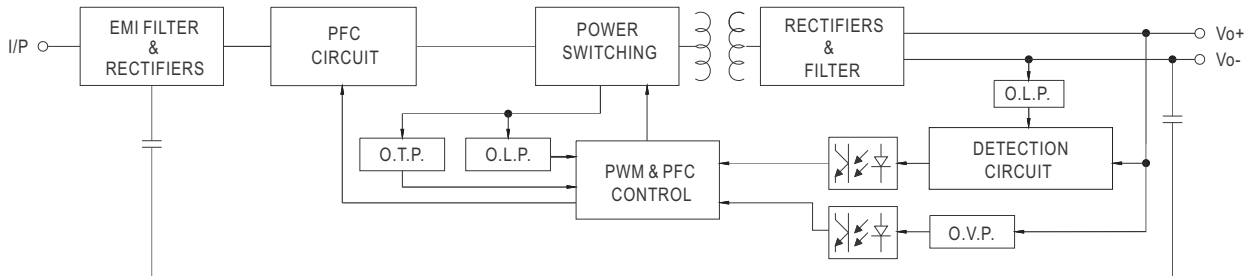 I/P
EMI FILTER
&
RECTIFIERS
PFC
CIRCUIT
POWER
SWITCHING
RECTIFIERS
&
FILTER
Vo+
Vo-
O.L.P.
O.T.P.
O.L.P.
PWM & PFC
CONTROL
DETECTION
CIRCUIT
O.V.P.